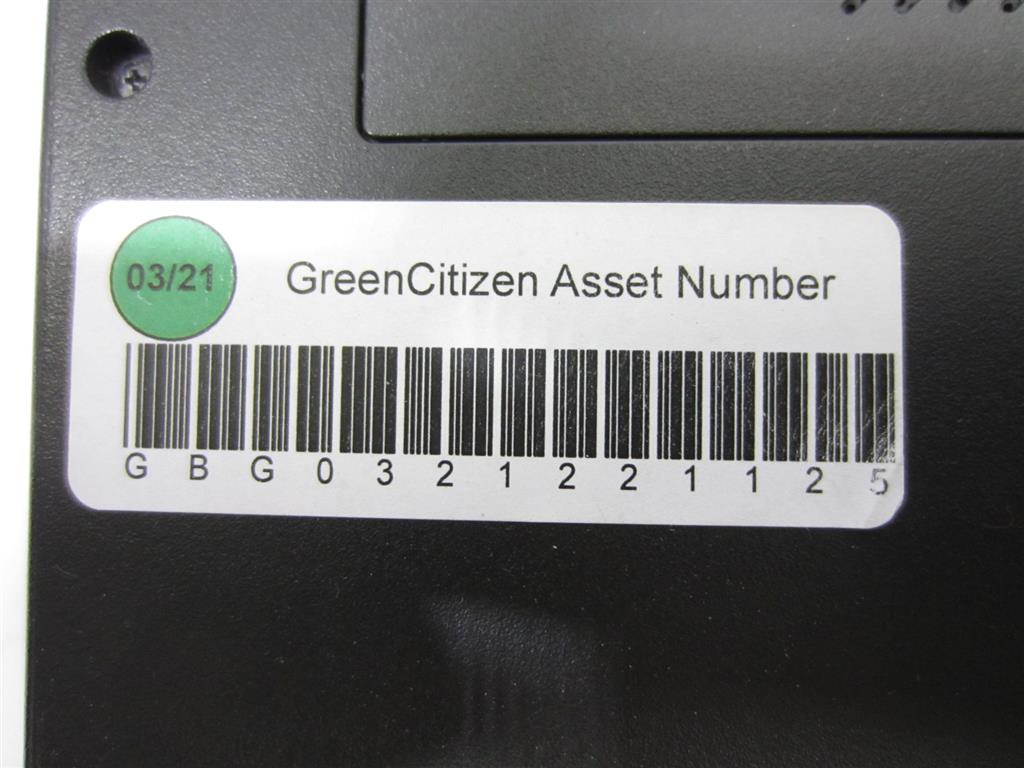 03/21 GreenCitizen Asset Number
G B G 0 3 2 1 2 2 1 1 2 5